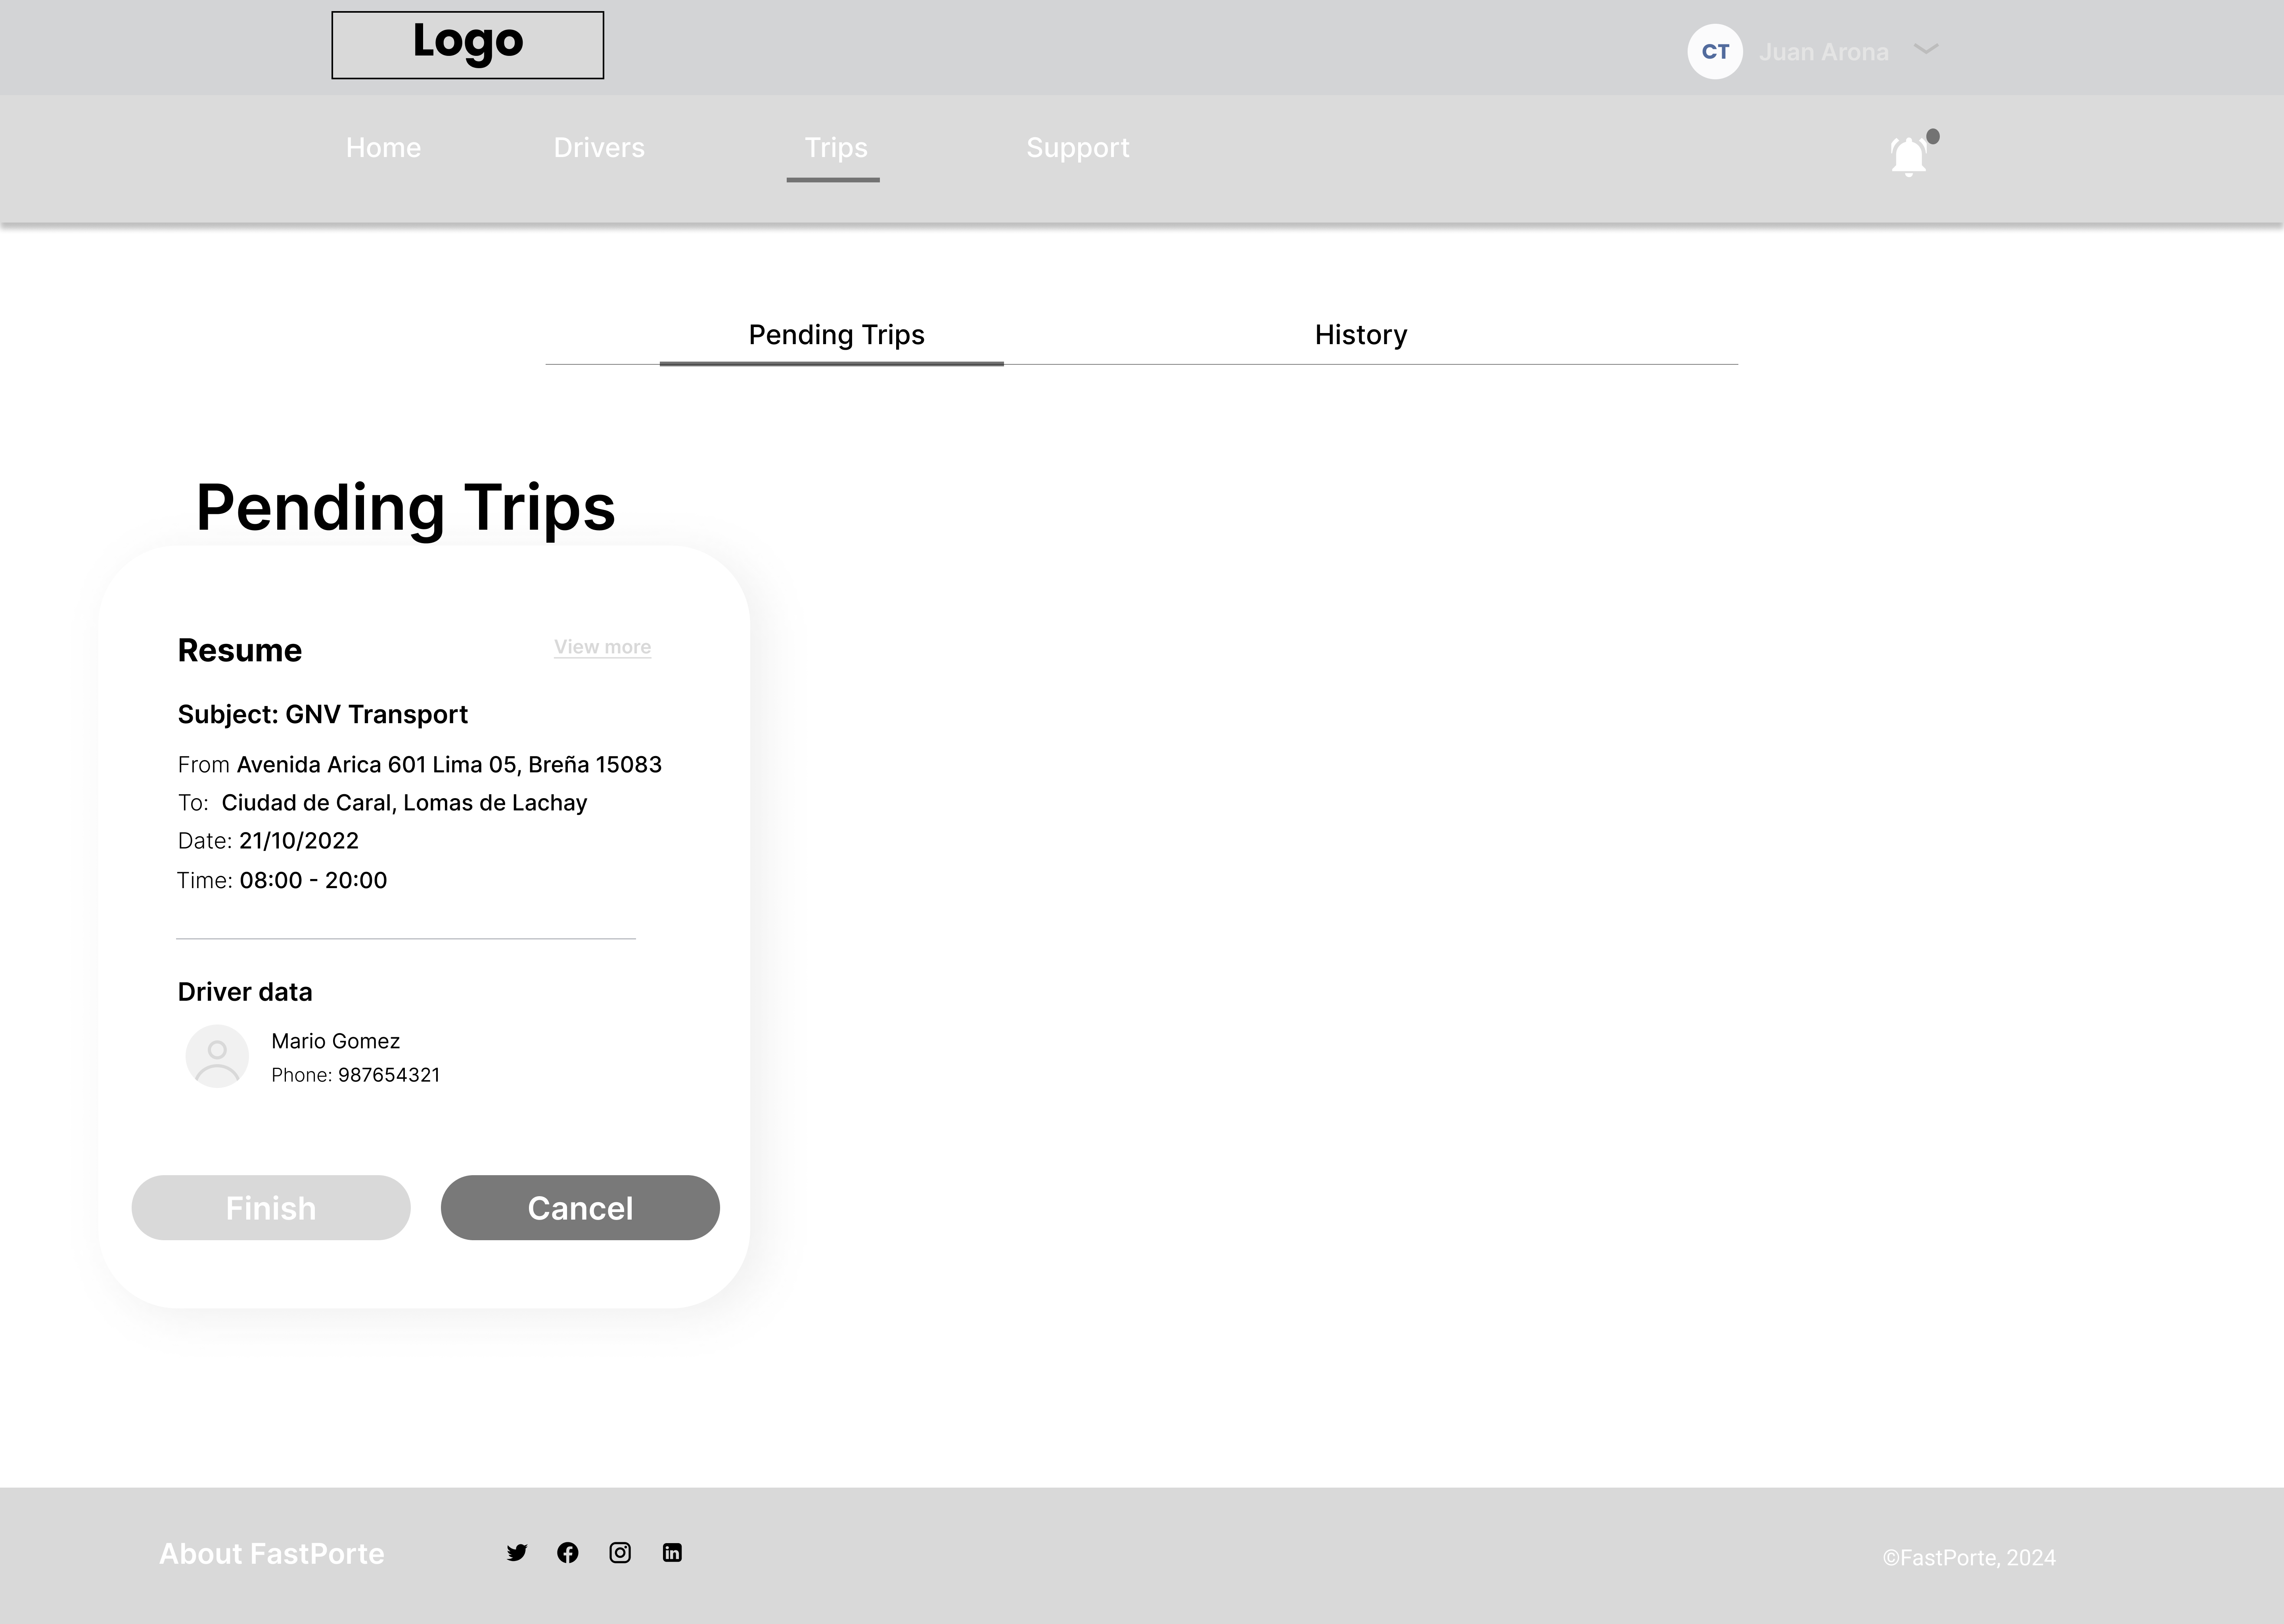 Logo
CT Juan Arona
Home Drivers Trips Support
Pending Trips History
Pending Trips
Resume View more
Subject: GNV Transport
From Avenida Arica 601 Lima 05, Breña 15083
To: Ciudad de Caral, Lomas de Lachay
Date: 21/10/2022
Time: 08:00 - 20:00
Driver data
Mario Gomez
Phone: 987654321
Finish Cancel
About FastPorte ©FastPorte, 2024